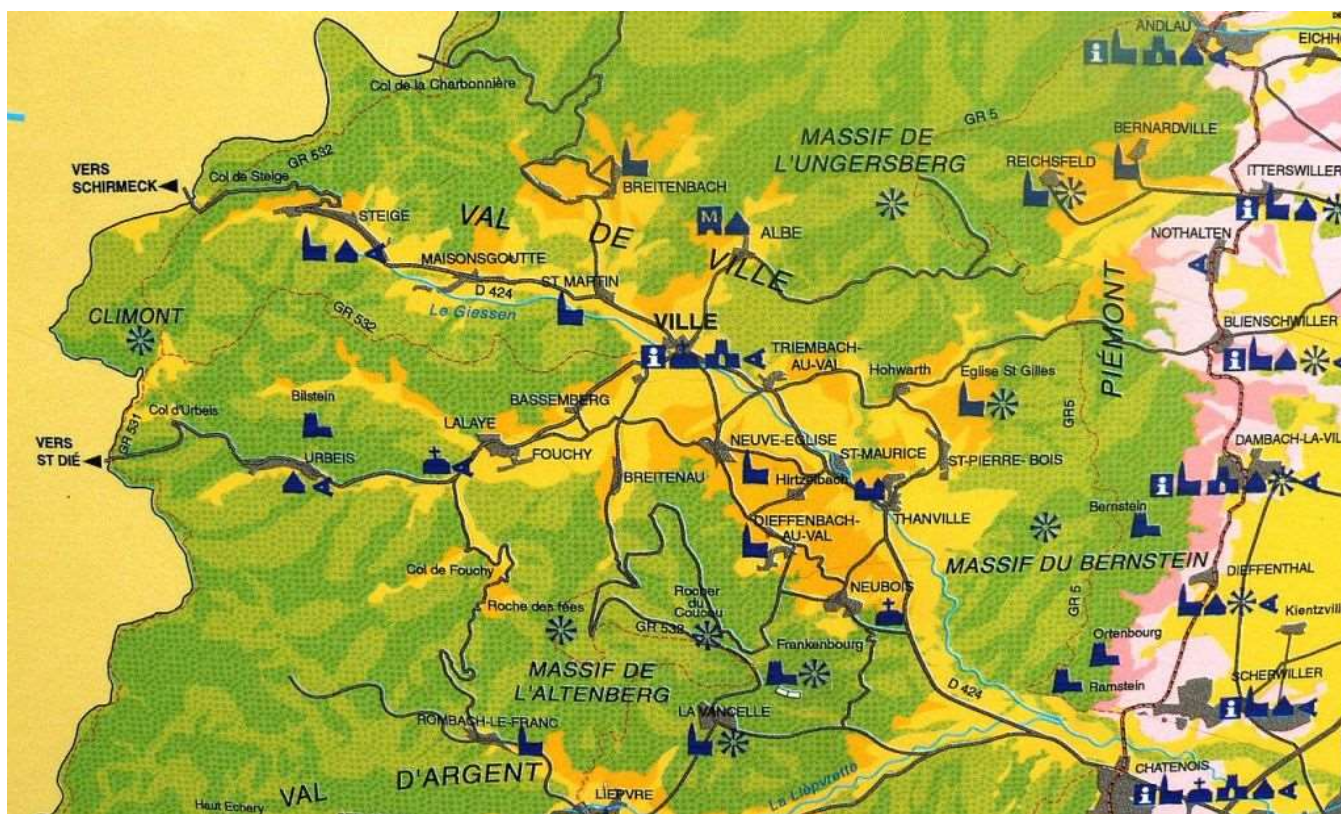 ANDLAU
Col de la Charbonnière
GR 5
BERNARDVILLE
MASSIF DE
L'UNGERSBERG
REICHSFELD
VERS
SCHIRMECK
GR 532
Col de Steige
BREITENBACH
ITTERSWILLER
STEIGE
VAL DE VILLE
M
ALBE
NOTHALTEN
MAISONSGOUTTE
D 424
ST MARTIN
Le Giessen
CLIMONT
GR 532
VILLE
PIÉMONT
BLIENSCHWILLER
TRIEMBACH-
AU-VAL
Hohwarth
Eglise St Gilles
Bilstein
BASSEMBERG
Col d'Urbeis
GR 531
LALAYE
GR5
VERS
ST DIÉ
URBEIS
FOUCHY
NEUVE-EGLISE
ST-MAURICE
ST-PIERRE-BOIS
DAMBACH-LA-VIL
BREITENAU
Hirtzelbach
THANVILLE
Bernstein
DIEFFENBACH-
AU-VAL
MASSIF DU BERNSTEIN
Col de Fouchy
NEUBOIS
DIEFFENTHAL
Roche des fées
Rocher
du
Coucou
GR 532
GR 5
Kientzvil
Frankenbourg
Ortenbourg
MASSIF DE
L'ALTENBERG
D 424
Ramstein
SCHERWILLER
LA VANCELLE
ROMBACH-LE-FRANC
VAL D'ARGENT
CHATENOIS
La Lièpvrette
Haut Echery
LIEPVRE